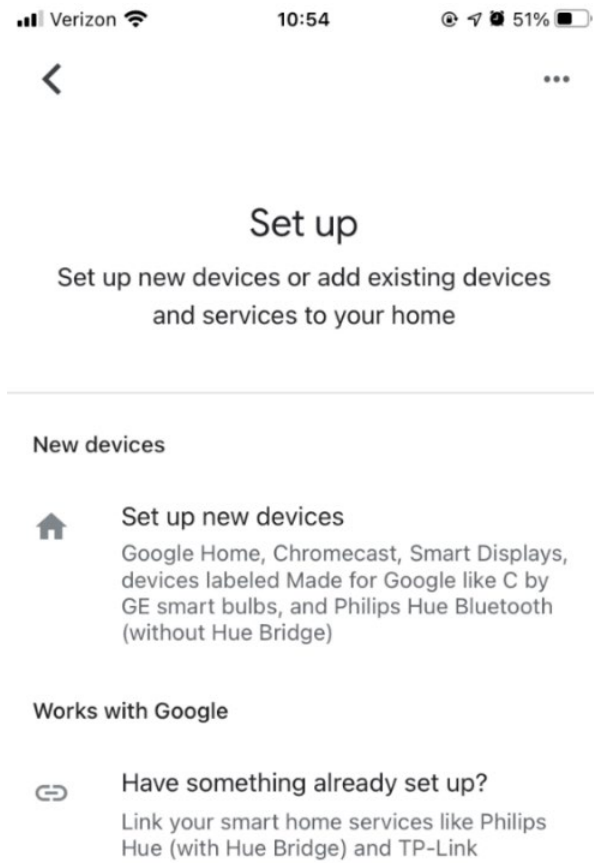 Verizon 10:54 51%
Set up
Set up new devices or add existing devices
and services to your home
New devices
Set up new devices
Google Home, Chromecast, Smart Displays,
devices labeled Made for Google like C by
GE smart bulbs, and Philips Hue Bluetooth
(without Hue Bridge)
Works with Google
Have something already set up?
Link your smart home services like Philips
Hue (with Hue Bridge) and TP-Link